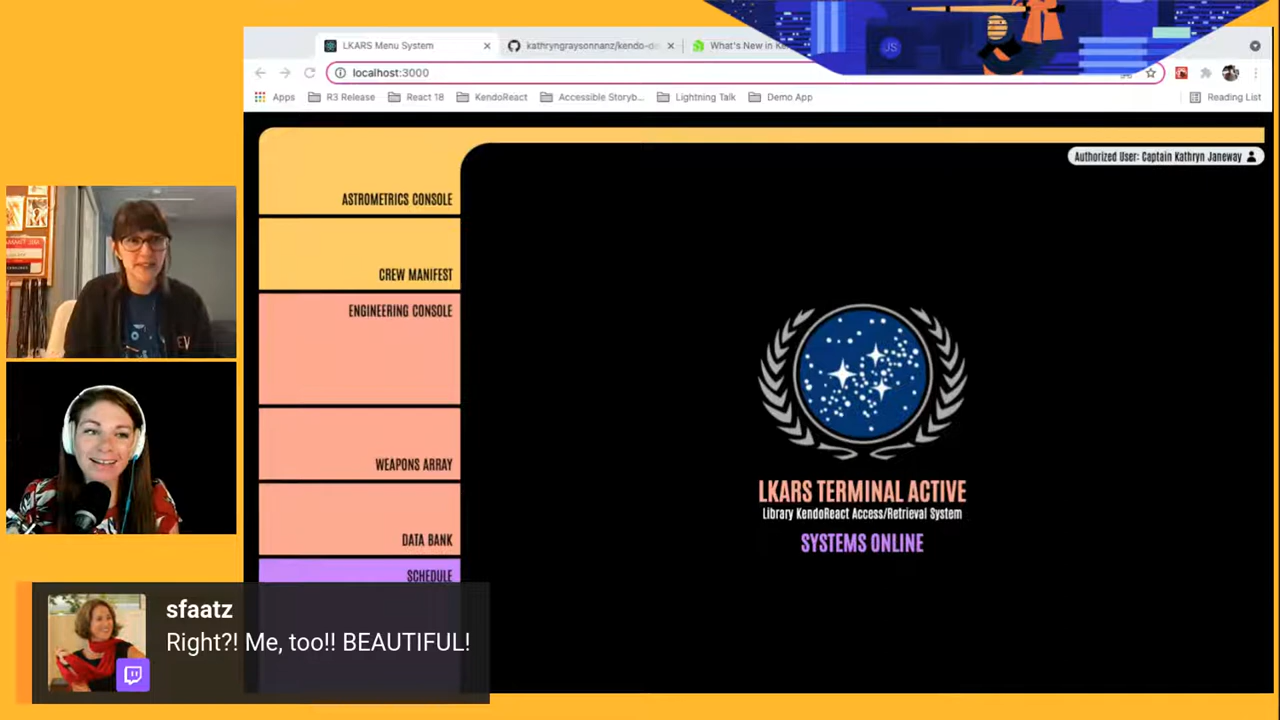 LKARS Menu System
kathryngraysonnanz/kendo-d
What's New in Ke
JS
localhost:3000
Apps
R3 Release
React 18
KendoReact
Accessible Storyb...
Lightning Talk
Demo App
Reading List
Authorized User: Captain Kathryn Janeway
ASTROMETRICS CONSOLE
CREW MANIFEST
ENGINEERING CONSOLE
WEAPONS ARRAY
DATA BANK
SCHEDULE
LKARS TERMINAL ACTIVE
Library KendoReact Access/Retrieval System
SYSTEMS ONLINE
sfaatz
Right?! Me, too!! BEAUTIFUL!